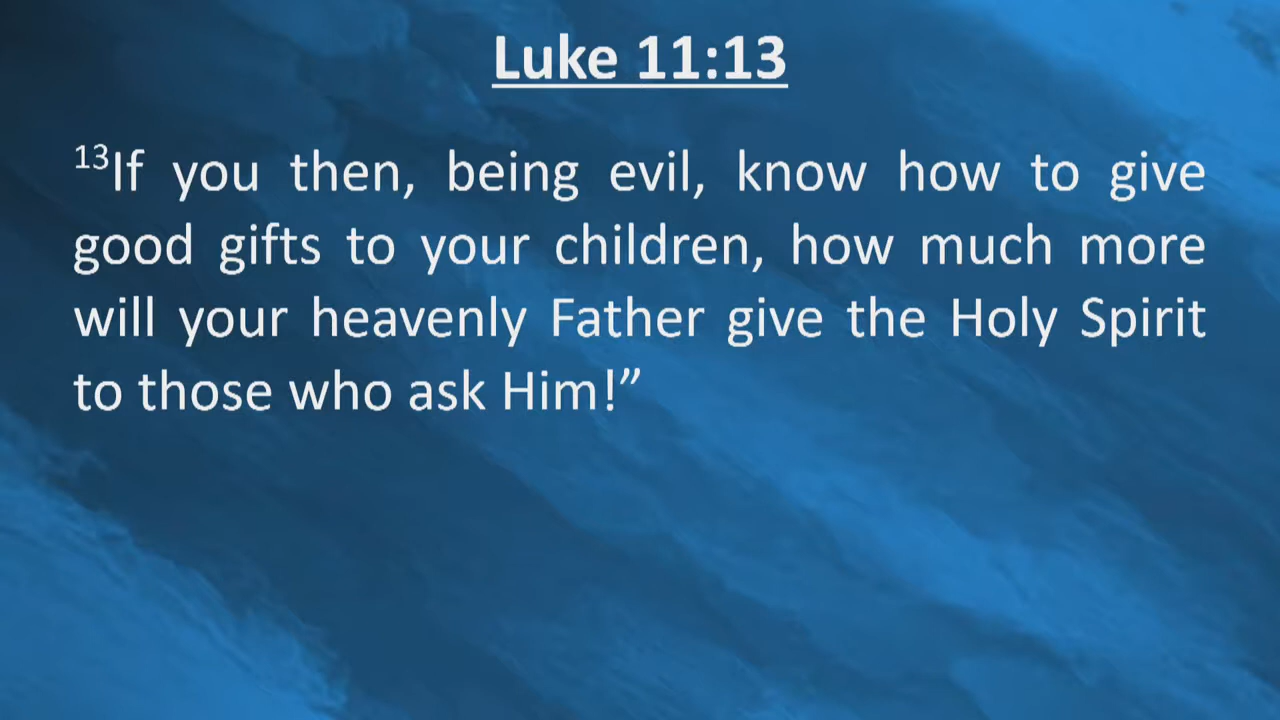 Luke 11:13
¹³If you then, being evil, know how to give
good gifts to your children, how much more
will your heavenly Father give the Holy Spirit
to those who ask Him!”